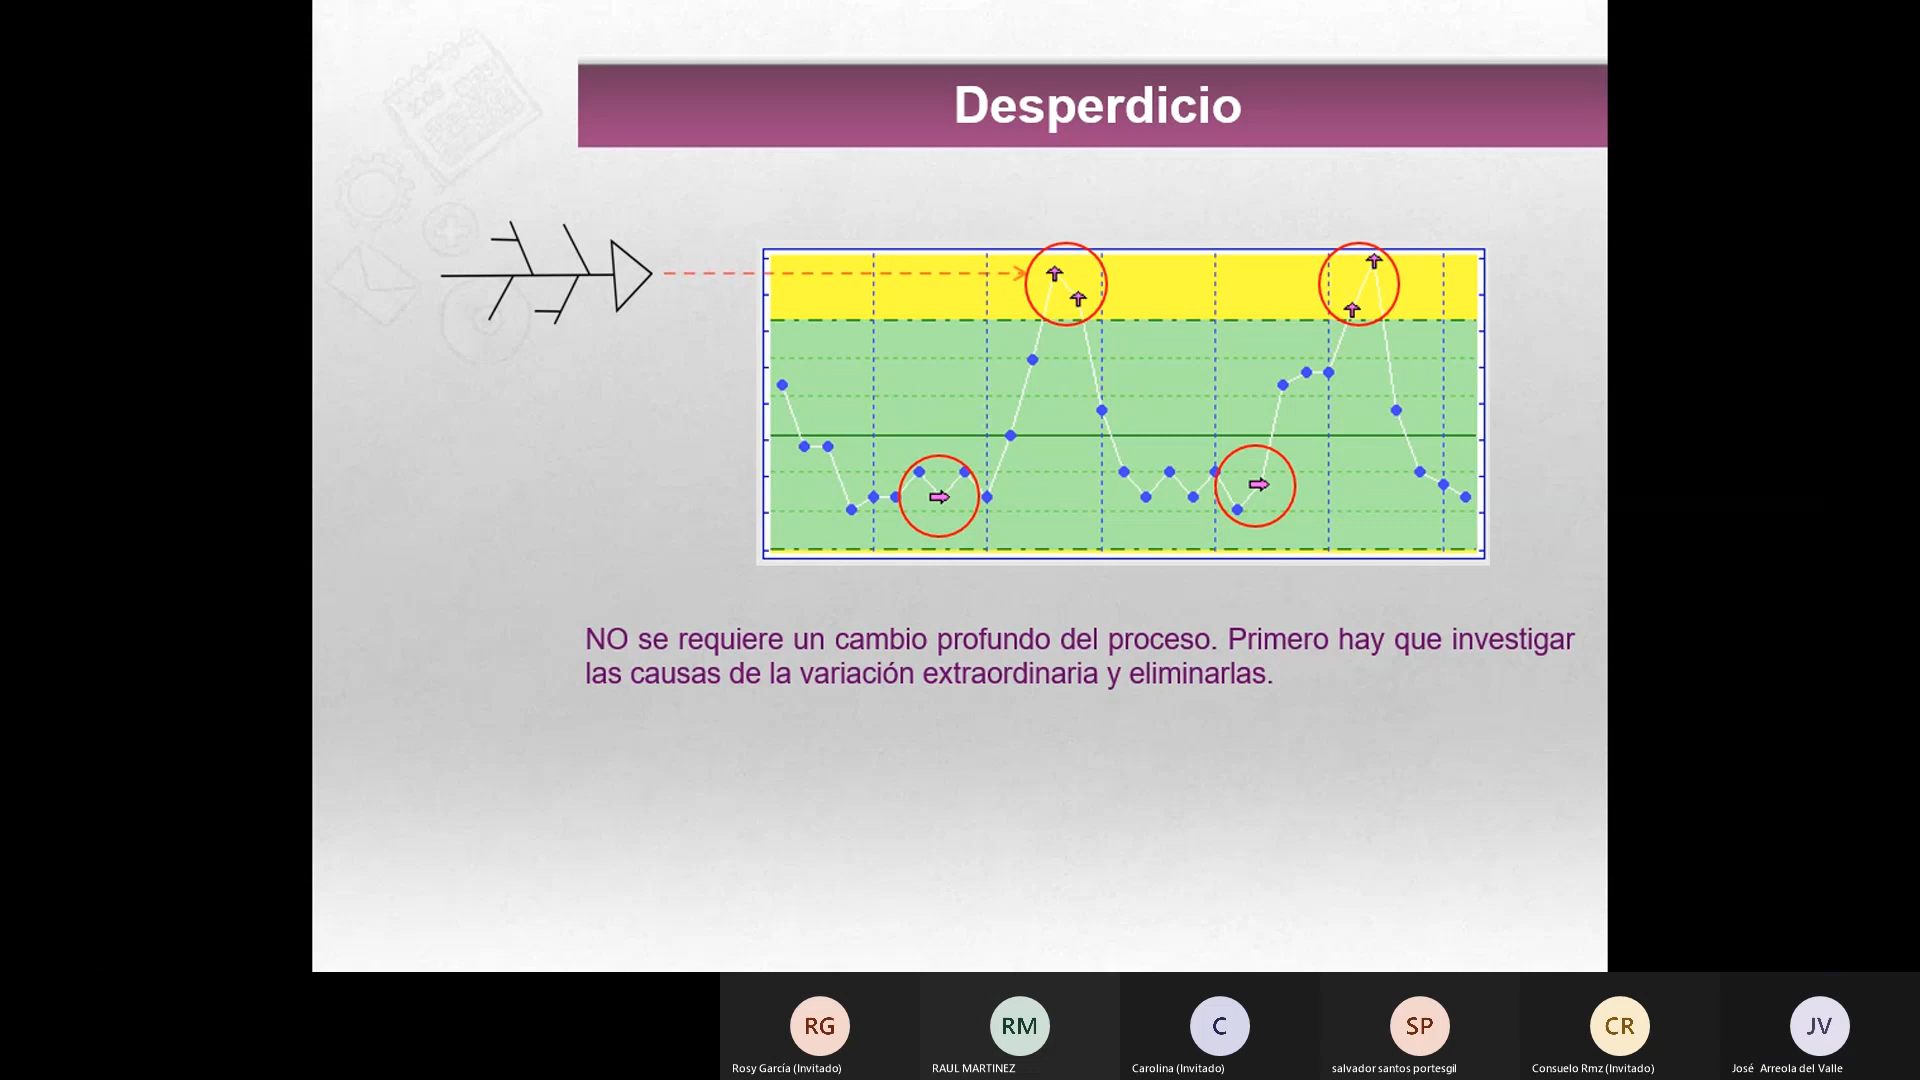 Desperdicio
NO se requiere un cambio profundo del proceso. Primero hay que investigar
las causas de la variación extraordinaria y eliminarlas.
RG
RM
C
SP
CR
JV
Rosy García (Invitado)
RAUL MARTINEZ
Carolina (Invitado)
salvador santos portesgil
Consuelo Rmz (Invitado)
José Arreola del Valle